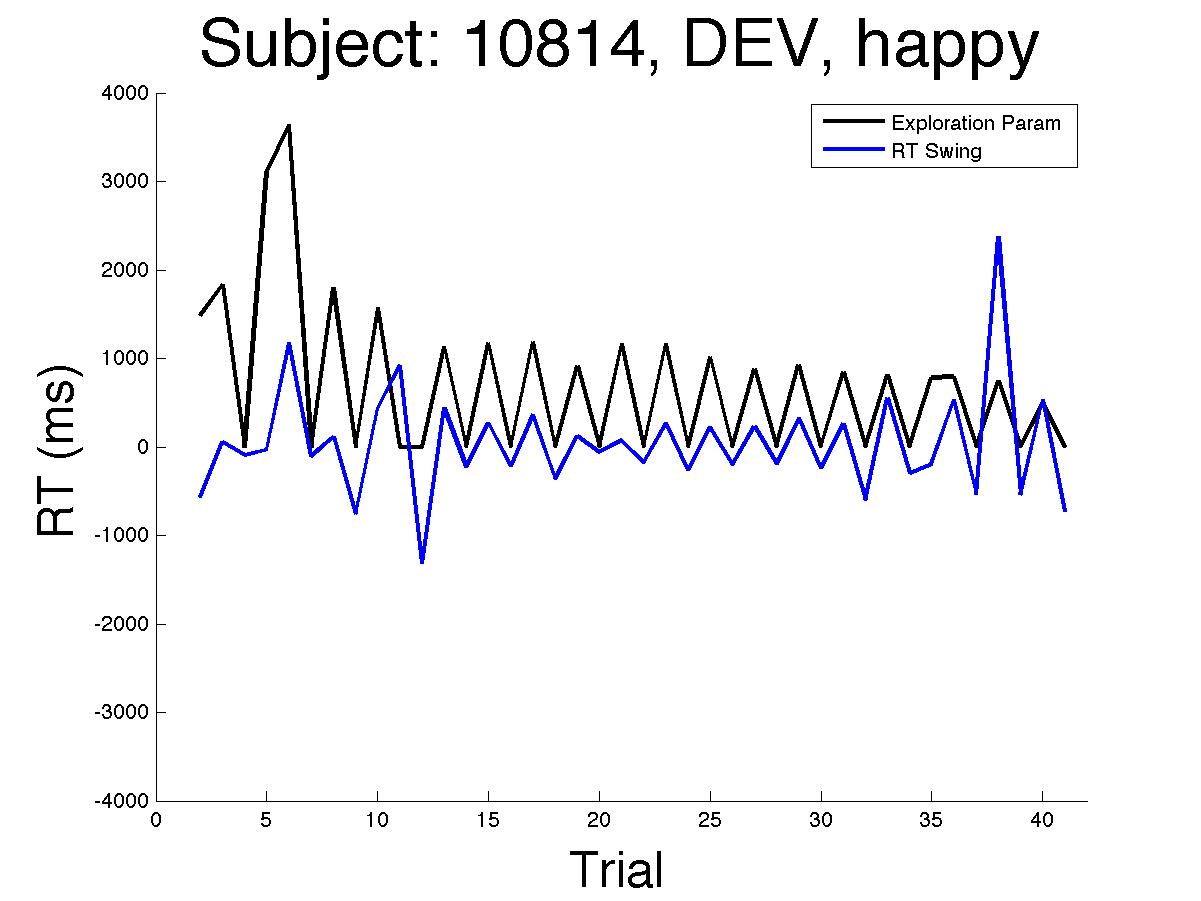 Subject: 10814, DEV, happy
Exploration Param
RT Swing
4000
3000
2000
1000
0
-1000
-2000
-3000
-4000
RT (ms)
0 5 10 15 20 25 30 35 40
Trial